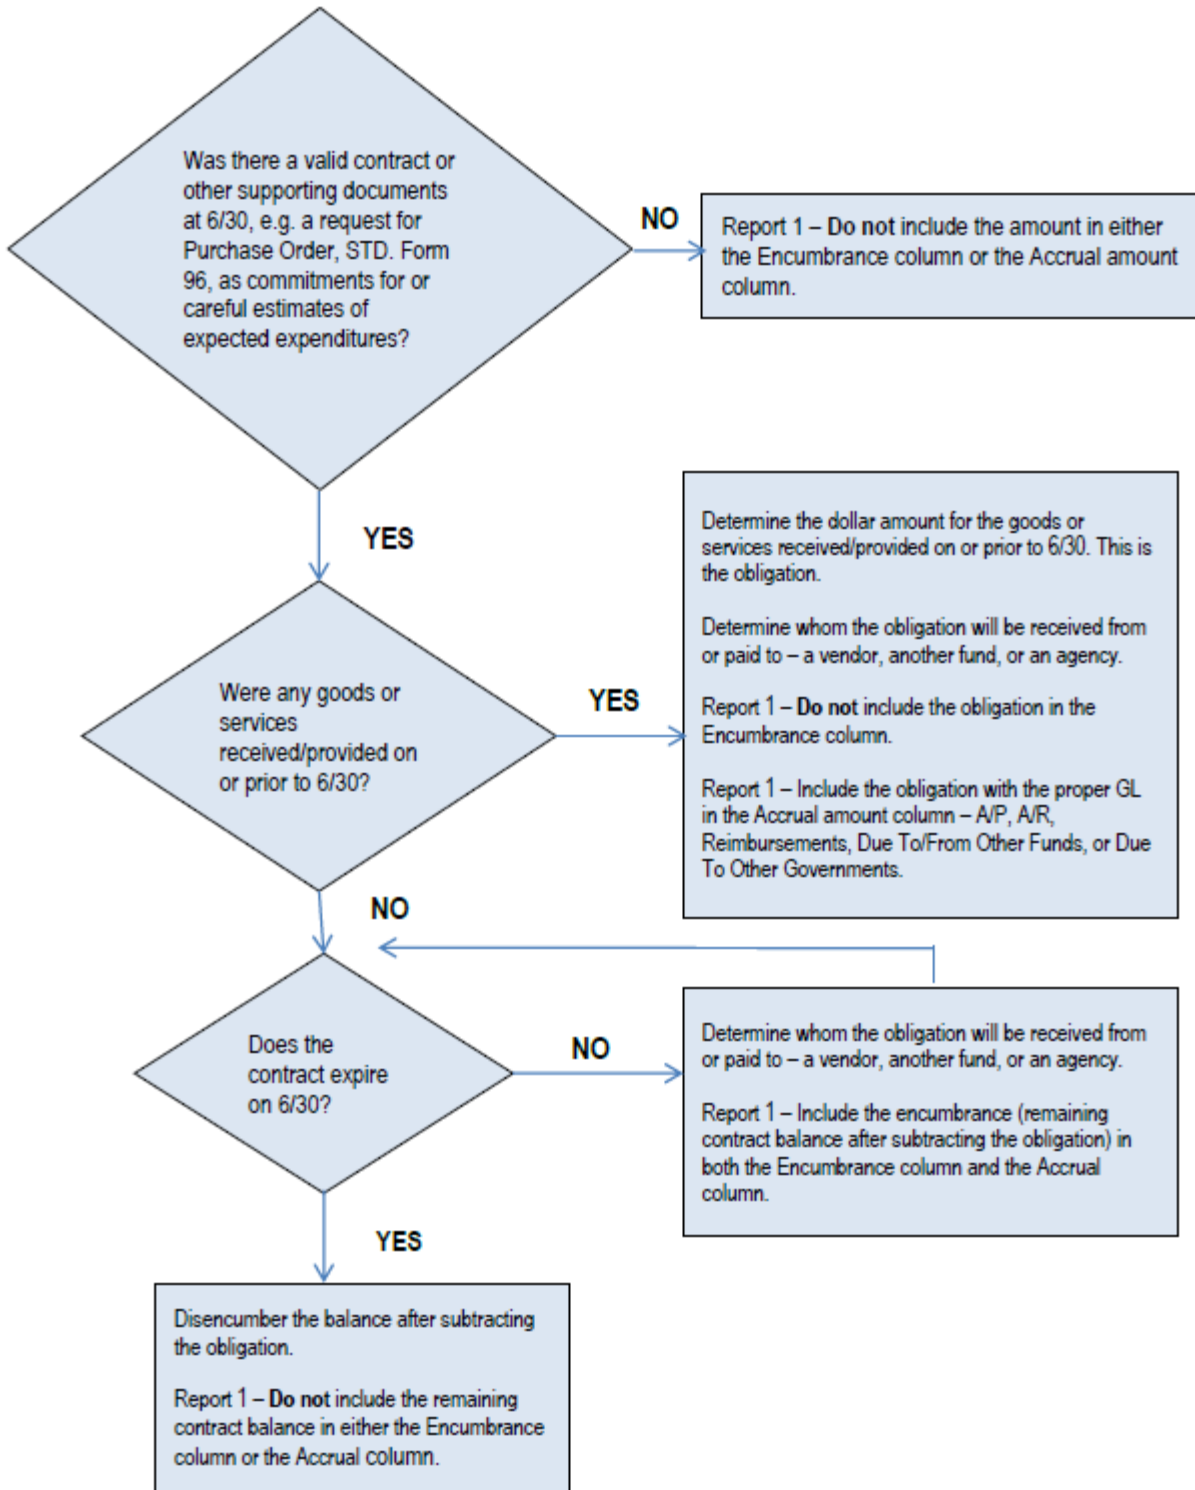 Was there a valid contract or
other supporting documents
at 6/30, e.g. a request for
Purchase Order, STD. Form
96, as commitments for or
careful estimates of
expected expenditures?
NO
Report 1 – Do not include the amount in either
the Encumbrance column or the Accrual amount
column.
YES
Were any goods or
services
received/provided on
or prior to 6/30?
YES
Determine the dollar amount for the goods or
services received/provided on or prior to 6/30. This is
the obligation.
Determine whom the obligation will be received from
or paid to – a vendor, another fund, or an agency.
Report 1 – Do not include the obligation in the
Encumbrance column.
Report 1 – Include the obligation with the proper GL
in the Accrual amount column – A/P, A/R,
Reimbursements, Due To/From Other Funds, or Due
To Other Governments.
NO
Does the
contract expire
on 6/30?
NO
Determine whom the obligation will be received from
or paid to – a vendor, another fund, or an agency.
Report 1 – Include the encumbrance (remaining
contract balance after subtracting the obligation) in
both the Encumbrance column and the Accrual
column.
YES
Disencumber the balance after subtracting
the obligation.
Report 1 – Do not include the remaining
contract balance in either the Encumbrance
column or the Accrual column.